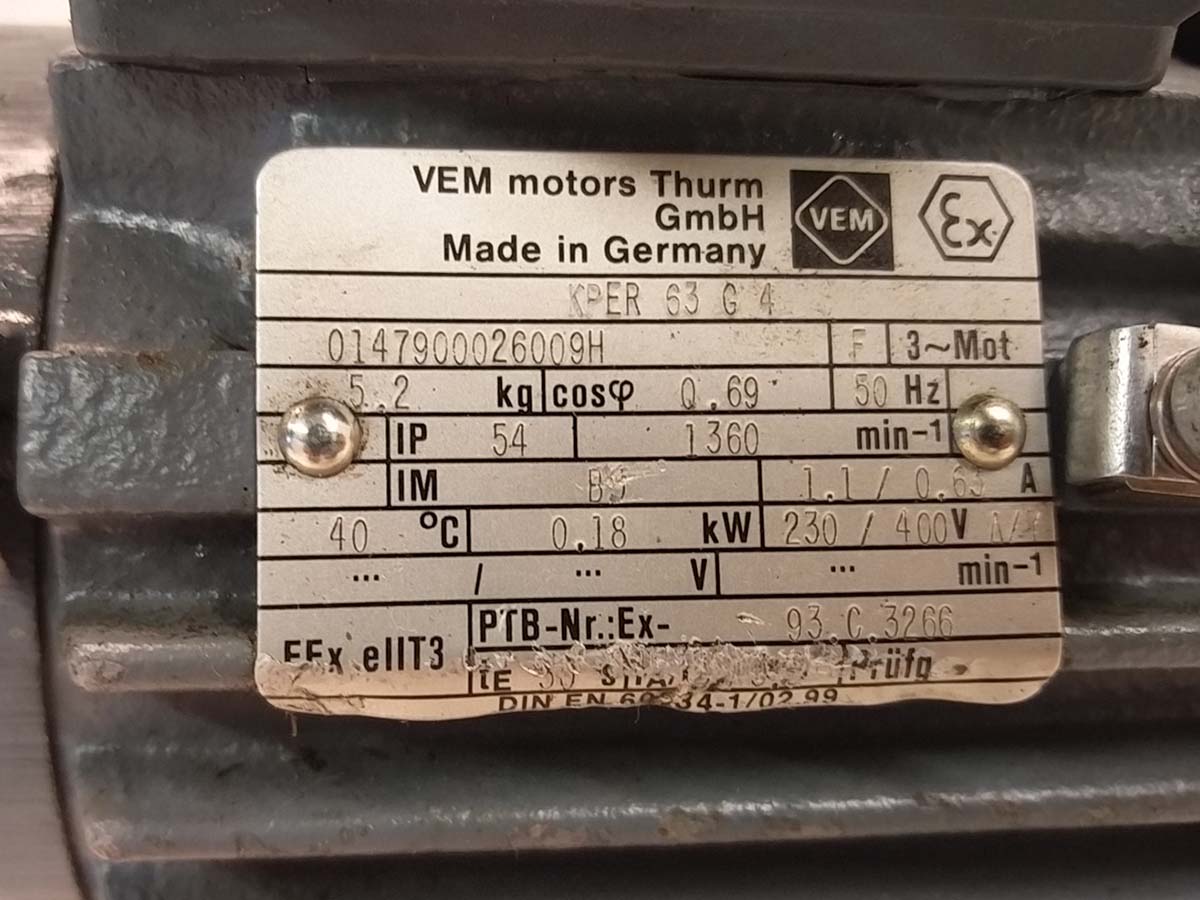 VEM motors Thurm
GmbH
Made in Germany
VEM
Ex
KPER 63 G 4
0147900026009H F 3~Mot
5.2 kg cosφ 0.69 50 Hz
IP 54 1360 min-1
IM B5 1.1 / 0.63 A
40 °C 0.18 kW 230 / 400V
... / ... V ... min-1
EEx eIIT3 PTB-Nr.:Ex- 93.C.3266
tE Prüfg
DIN EN 60034-1/02.99